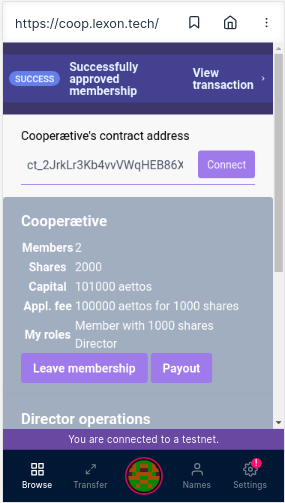 https://coop.lexon.tech/
SUCCESS
Successfully
approved
membership
View
transaction
Cooperætive's contract address
ct_2JrkLr3Kb4vvVWqHEB86X
Connect
Cooperætive
Members 2
Shares 2000
Capital 101000 aettos
Appl. fee 100000 aettos for 1000 shares
My roles Member with 1000 shares
Director
Leave membership Payout
Director operations
You are connected to a testnet.
Browse Transfer Names Settings